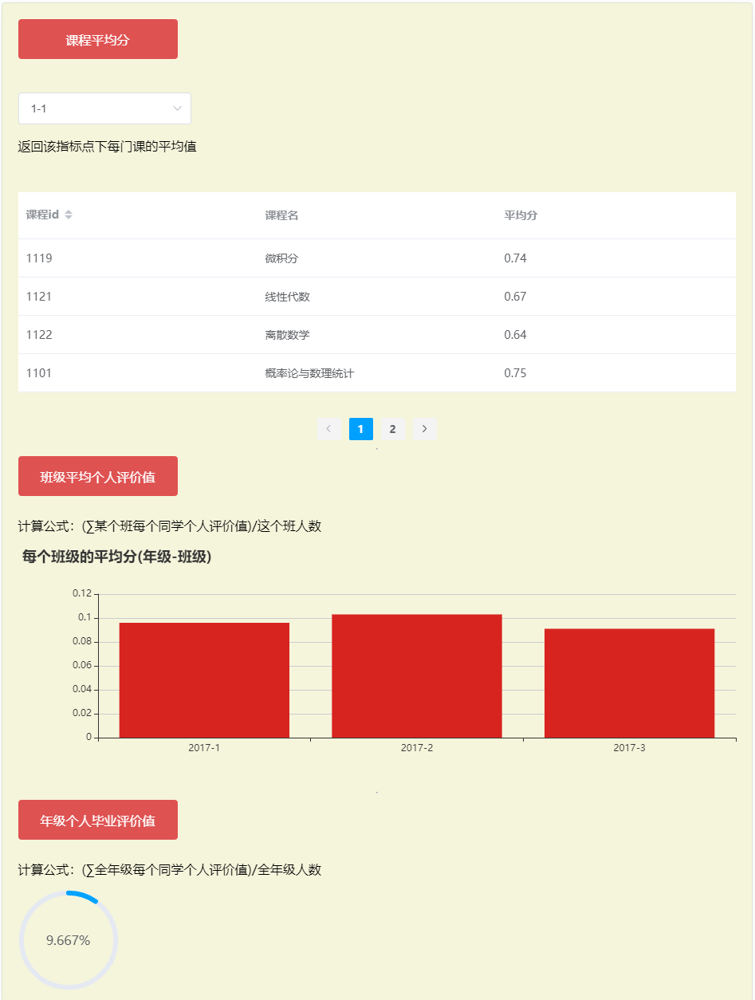 课程平均分
1-1
返回该指标点下每门课的平均值
课程id 课程名 平均分
1119 微积分 0.74
1121 线性代数 0.67
1122 离散数学 0.64
1101 概率论与数理统计 0.75
1 2
班级平均个人评价值
计算公式：(∑某个班每个同学个人评价值)/这个班人数
每个班级的平均分(年级-班级)
0.12
0.1
0.08
0.06
0.04
0.02
0
2017-1 2017-2 2017-3
年级个人毕业评价值
计算公式：(∑全年级每个同学个人评价值)/全年级人数
9.667%